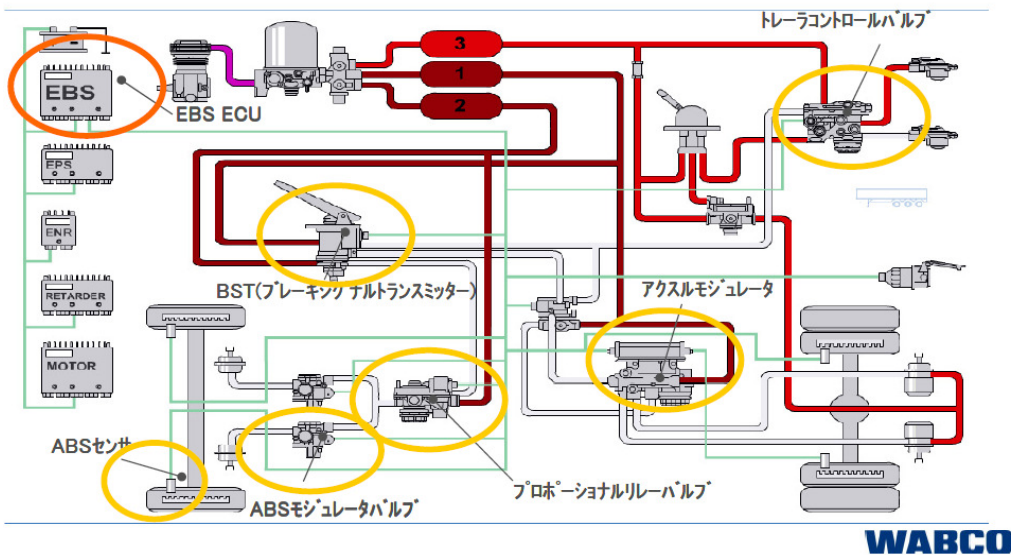 トレーラコントロールバルブ
3
1
2
EBS
EBS ECU
EPS
ENR
BST(ブレーキング ナルトランスミッター)
アクスルモジュレータ
RETARDER
MOTOR
ABSセンサ
プロポーショナルリレーバルブ
ABSモジュレータバルブ
WABCO